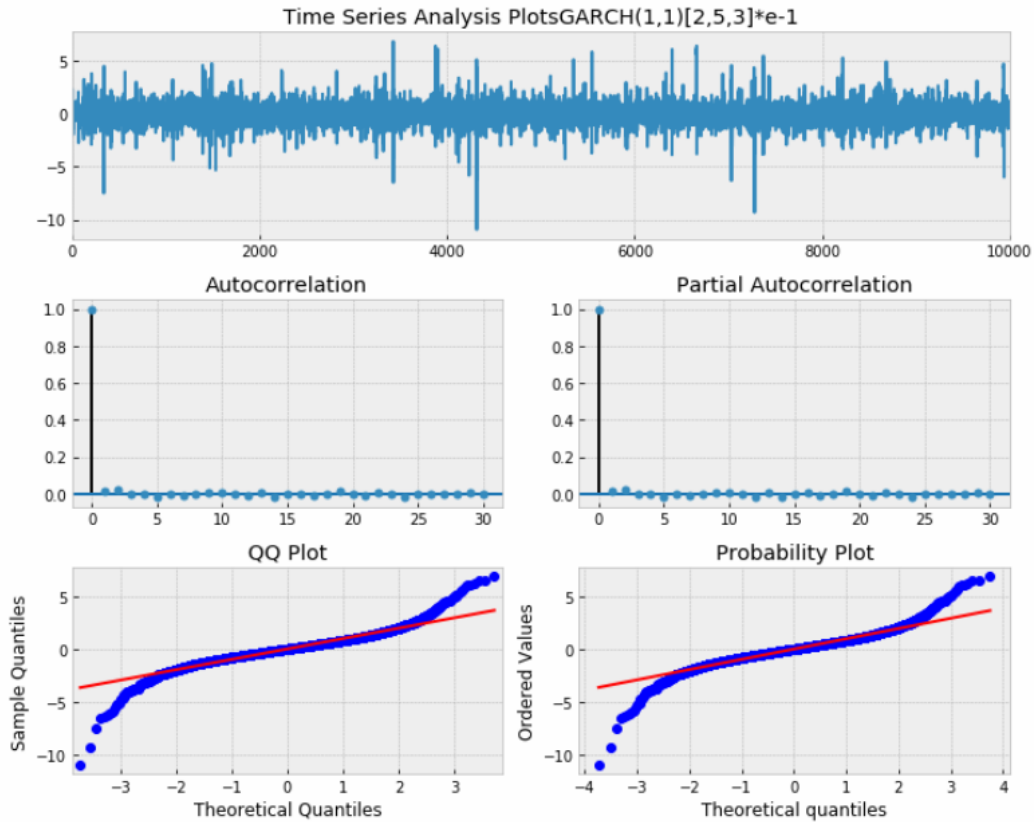 Time Series Analysis PlotsGARCH(1,1)[2,5,3]*e-1
5
0
−5
−10
0 2000 4000 6000 8000 10000
Autocorrelation
1.0
0.8
0.6
0.4
0.2
0.0
0 5 10 15 20 25 30
Partial Autocorrelation
1.0
0.8
0.6
0.4
0.2
0.0
0 5 10 15 20 25 30
QQ Plot
Sample Quantiles
5
0
−5
−10
−3 −2 −1 0 1 2 3
Theoretical Quantiles
Probability Plot
Ordered Values
5
0
−5
−10
−4 −3 −2 −1 0 1 2 3 4
Theoretical quantiles